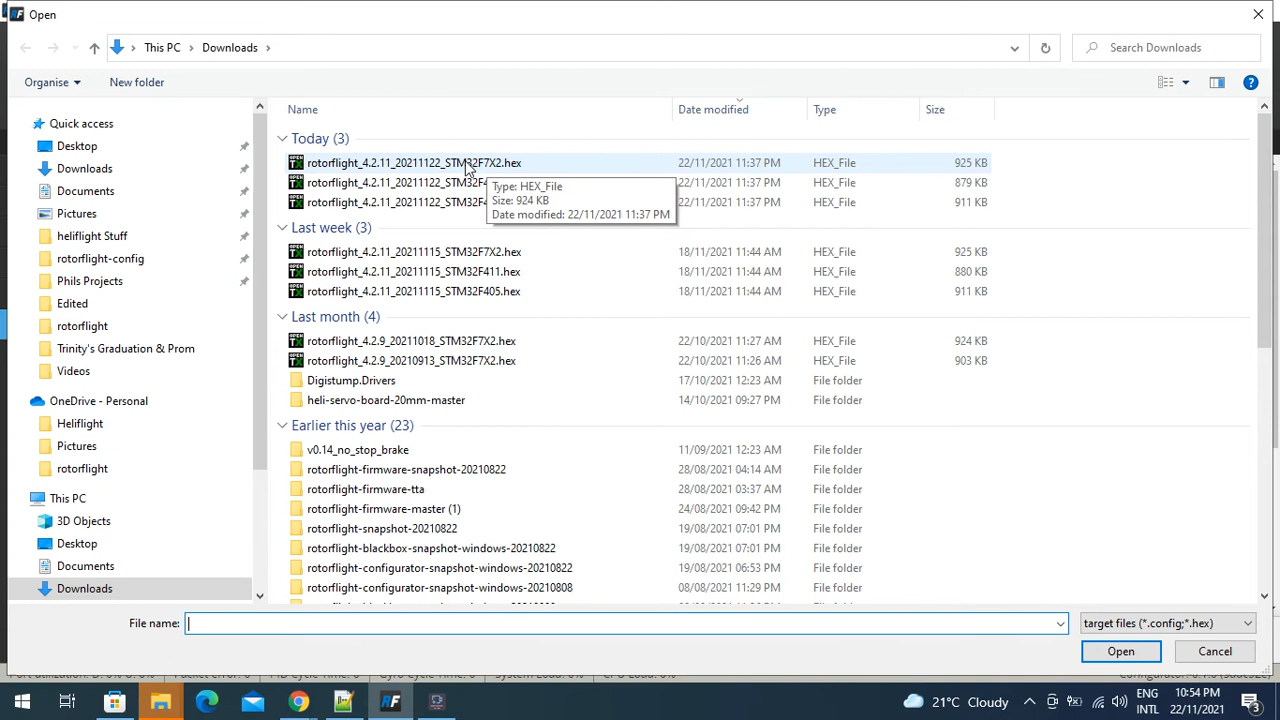 Open
This PC
Downloads
Search Downloads
Organise
New folder
Name
Date modified
Type
Size
Quick access
Desktop
Downloads
Documents
Pictures
heliflight Stuff
rotorflight-config
Phils Projects
Edited
rotorflight
Trinity's Graduation & Prom
Videos
OneDrive - Personal
Heliflight
Pictures
rotorflight
This PC
3D Objects
Desktop
Documents
Downloads
Today (3)
rotorflight_4.2.11_20211122_STM32F7X2.hex 22/11/2021 11:37 PM HEX_File 925 KB
rotorflight_4.2.11_20211122_STM32F 22/11/2021 11:37 PM HEX_File 879 KB
rotorflight_4.2.11_20211122_STM32F 22/11/2021 11:37 PM HEX_File 911 KB
Type: HEX_File
Size: 924 KB
Date modified: 22/11/2021 11:37 PM
Last week (3)
rotorflight_4.2.11_20211115_STM32F7X2.hex 18/11/2021 11:44 AM HEX_File 925 KB
rotorflight_4.2.11_20211115_STM32F411.hex 18/11/2021 11:44 AM HEX_File 880 KB
rotorflight_4.2.11_20211115_STM32F405.hex 18/11/2021 11:44 AM HEX_File 911 KB
Last month (4)
rotorflight_4.2.9_20211018_STM32F7X2.hex 22/10/2021 11:27 AM HEX_File 924 KB
rotorflight_4.2.9_20210913_STM32F7X2.hex 22/10/2021 11:26 AM HEX_File 903 KB
Digistump.Drivers 17/10/2021 12:23 AM File folder
heli-servo-board-20mm-master 14/10/2021 09:27 PM File folder
Earlier this year (23)
v0.14_no_stop_brake 11/09/2021 12:23 AM File folder
rotorflight-firmware-snapshot-20210822 28/08/2021 04:14 AM File folder
rotorflight-firmware-tta 28/08/2021 03:37 AM File folder
rotorflight-firmware-master (1) 24/08/2021 09:42 PM File folder
rotorflight-snapshot-20210822 19/08/2021 07:01 PM File folder
rotorflight-blackbox-snapshot-windows-20210822 19/08/2021 07:01 PM File folder
rotorflight-configurator-snapshot-windows-20210822 19/08/2021 06:53 PM File folder
rotorflight-configurator-snapshot-windows-20210808 08/08/2021 11:29 PM File folder
File name:
target files (*.config;*.hex)
Open
Cancel
21°C Cloudy
ENG
INTL
10:54 PM
22/11/2021
3